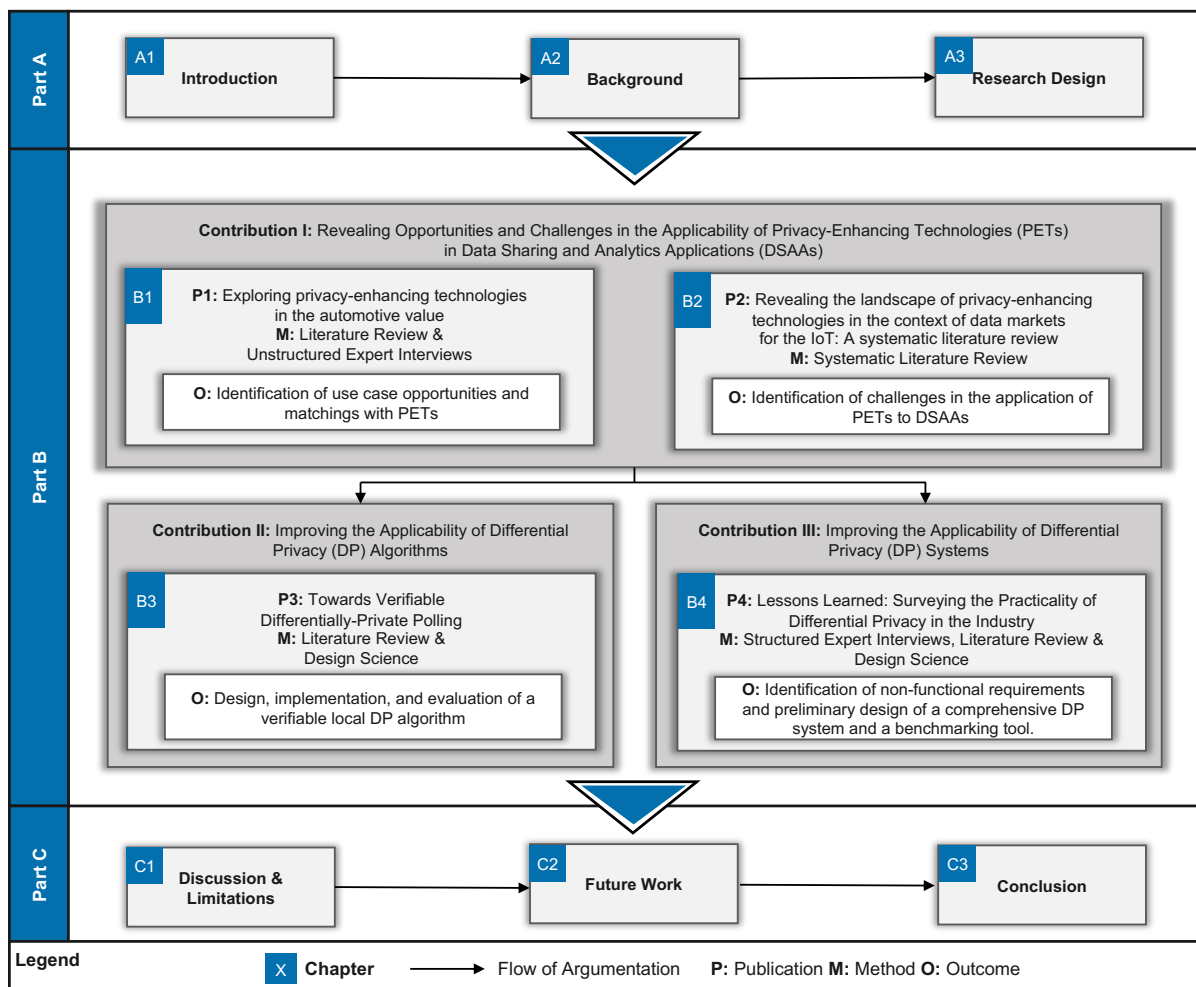 Part A
A1
Introduction
A2
Background
A3
Research Design
Part B
Contribution I: Revealing Opportunities and Challenges in the Applicability of Privacy-Enhancing Technologies (PETs)
in Data Sharing and Analytics Applications (DSAAs)
B1
P1: Exploring privacy-enhancing technologies
in the automotive value
M: Literature Review &
Unstructured Expert Interviews
O: Identification of use case opportunities and
matchings with PETs
B2
P2: Revealing the landscape of privacy-enhancing
technologies in the context of data markets
for the IoT: A systematic literature review
M: Systematic Literature Review
O: Identification of challenges in the application of
PETs to DSAAs
Contribution II: Improving the Applicability of Differential
Privacy (DP) Algorithms
B3
P3: Towards Verifiable
Differentially-Private Polling
M: Literature Review &
Design Science
O: Design, implementation, and evaluation of a
verifiable local DP algorithm
Contribution III: Improving the Applicability of Differential
Privacy (DP) Systems
B4
P4: Lessons Learned: Surveying the Practicality of
Differential Privacy in the Industry
M: Structured Expert Interviews, Literature Review &
Design Science
O: Identification of non-functional requirements
and preliminary design of a comprehensive DP
system and a benchmarking tool.
Part C
C1
Discussion &
Limitations
C2
Future Work
C3
Conclusion
Legend
X Chapter Flow of Argumentation P: Publication M: Method O: Outcome